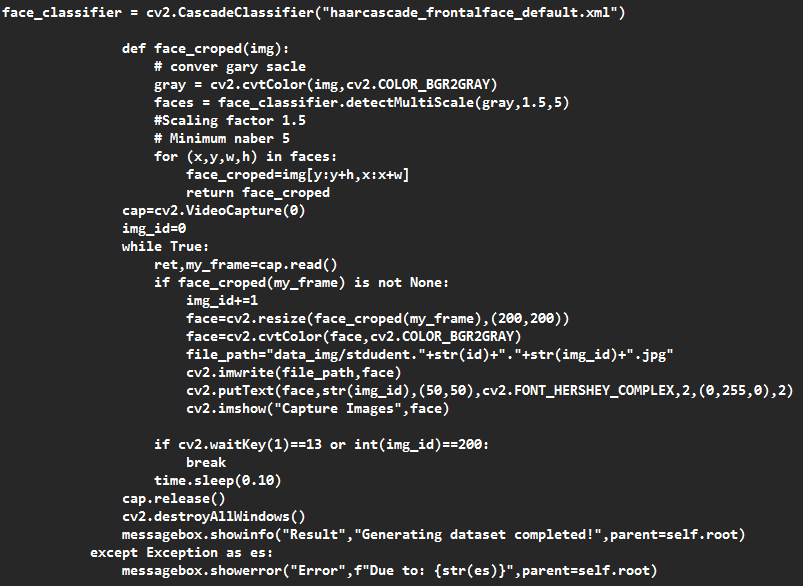 face_classifier = cv2.CascadeClassifier("haarcascade_frontalface_default.xml")
def face_croped(img):
# conver gary sacle
gray = cv2.cvtColor(img,cv2.COLOR_BGR2GRAY)
faces = face_classifier.detectMultiScale(gray,1.5,5)
#Scaling factor 1.5
# Minimum naber 5
for (x,y,w,h) in faces:
face_croped=img[y:y+h,x:x+w]
return face_croped
cap=cv2.VideoCapture(0)
img_id=0
while True:
ret,my_frame=cap.read()
if face_croped(my_frame) is not None:
img_id+=1
face=cv2.resize(face_croped(my_frame),(200,200))
face=cv2.cvtColor(face,cv2.COLOR_BGR2GRAY)
file_path="data_img/stdudent."+str(id)+"."+str(img_id)+".jpg"
cv2.imwrite(file_path,face)
cv2.putText(face,str(img_id),(50,50),cv2.FONT_HERSHEY_COMPLEX,2,(0,255,0),2)
cv2.imshow("Capture Images",face)
if cv2.waitKey(1)==13 or int(img_id)==200:
break
time.sleep(0.10)
cap.release()
cv2.destroyAllWindows()
messagebox.showinfo("Result","Generating dataset completed!",parent=self.root)
except Exception as es:
messagebox.showerror("Error",f"Due to: {str(es)}",parent=self.root)